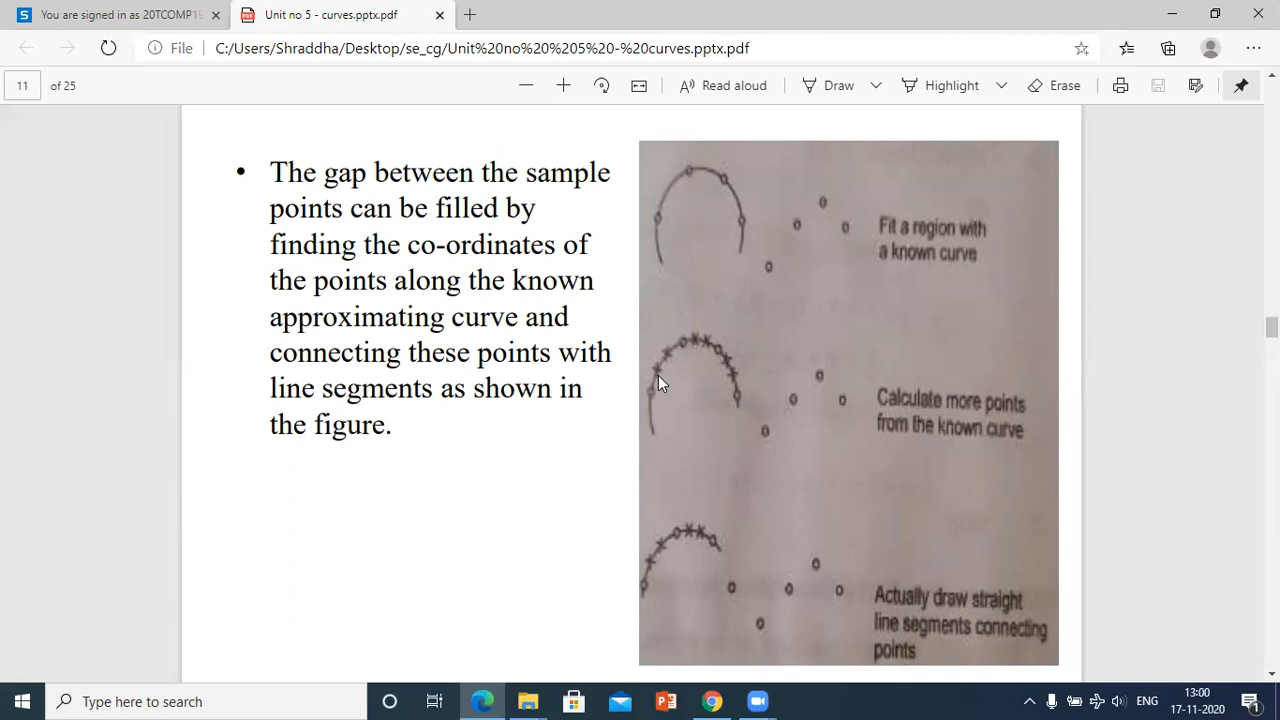 You are signed in as 20TCOMP19
Unit no 5 - curves.pptx.pdf
File
C:/Users/Shraddha/Desktop/se_cg/Unit%20no%20%205%20-%20curves.pptx.pdf
11 of 25
Read aloud
Draw
Highlight
Erase
• The gap between the sample
points can be filled by
finding the co-ordinates of
the points along the known
approximating curve and
connecting these points with
line segments as shown in
the figure.
Fit a region with
a known curve
Calculate more points
from the known curve
Actually draw straight
line segments connecting
points
Type here to search
ENG
13:00
17-11-2020
1